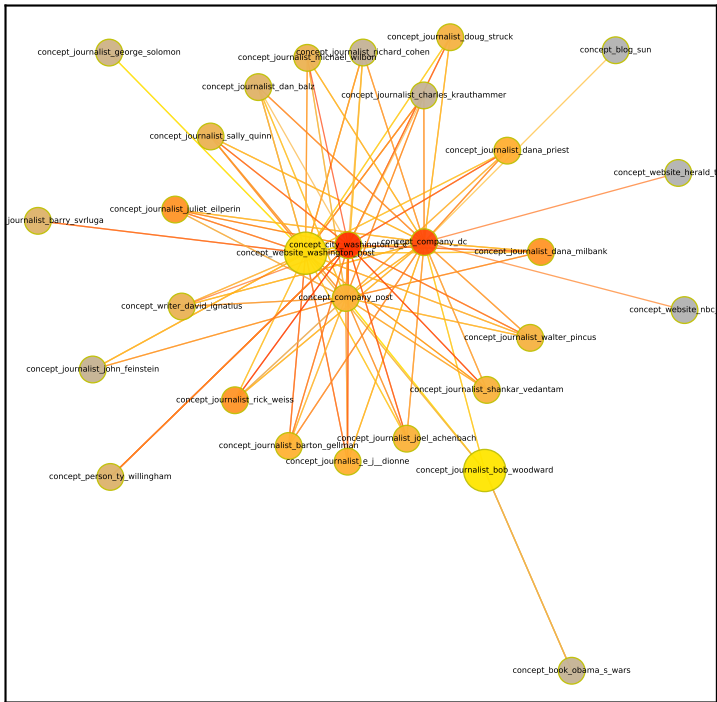 concept_journalist_doug_struck
concept_journalist_george_solomon
concept_journalist_richard_cohen
concept_blog_sun
concept_journalist_michael_wilbon
concept_journalist_dan_balz
concept_journalist_charles_krauthammer
concept_journalist_sally_quinn
concept_journalist_dana_priest
concept_website_herald_t
concept_journalist_juliet_eilperin
journalist_barry_svrluga
concept_company_dc
concept_city_washington_d_c
concept_website_washington_post
concept_journalist_dana_milbank
concept_company_post
concept_writer_david_ignatius
concept_website_nbc_
concept_journalist_walter_pincus
concept_journalist_john_feinstein
concept_journalist_shankar_vedantam
concept_journalist_rick_weiss
concept_journalist_joel_achenbach
concept_journalist_barton_gellman
concept_journalist_e_j__dionne
concept_journalist_bob_woodward
concept_person_ty_willingham
concept_book_obama_s_wars